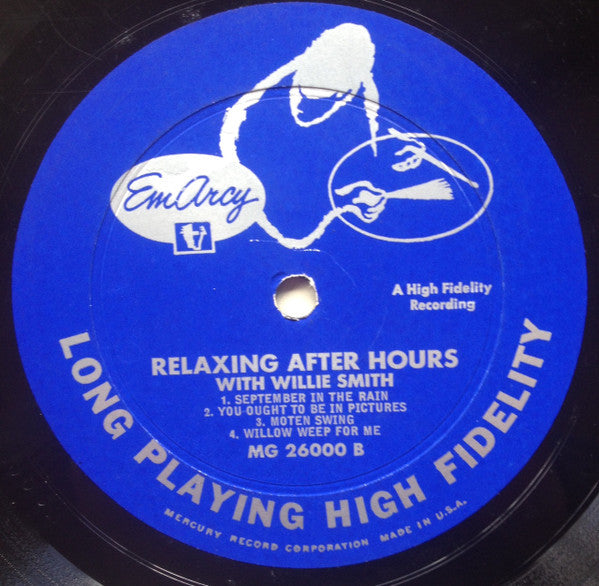 EmArcy
A High Fidelity
Recording
RELAXING AFTER HOURS
WITH WILLIE SMITH
1. SEPTEMBER IN THE RAIN
2. YOU OUGHT TO BE IN PICTURES
3. MOTEN SWING
4. WILLOW WEEP FOR ME
MG 26000 B
LONG PLAYING HIGH FIDELITY
MERCURY RECORD CORPORATION MADE IN U.S.A.